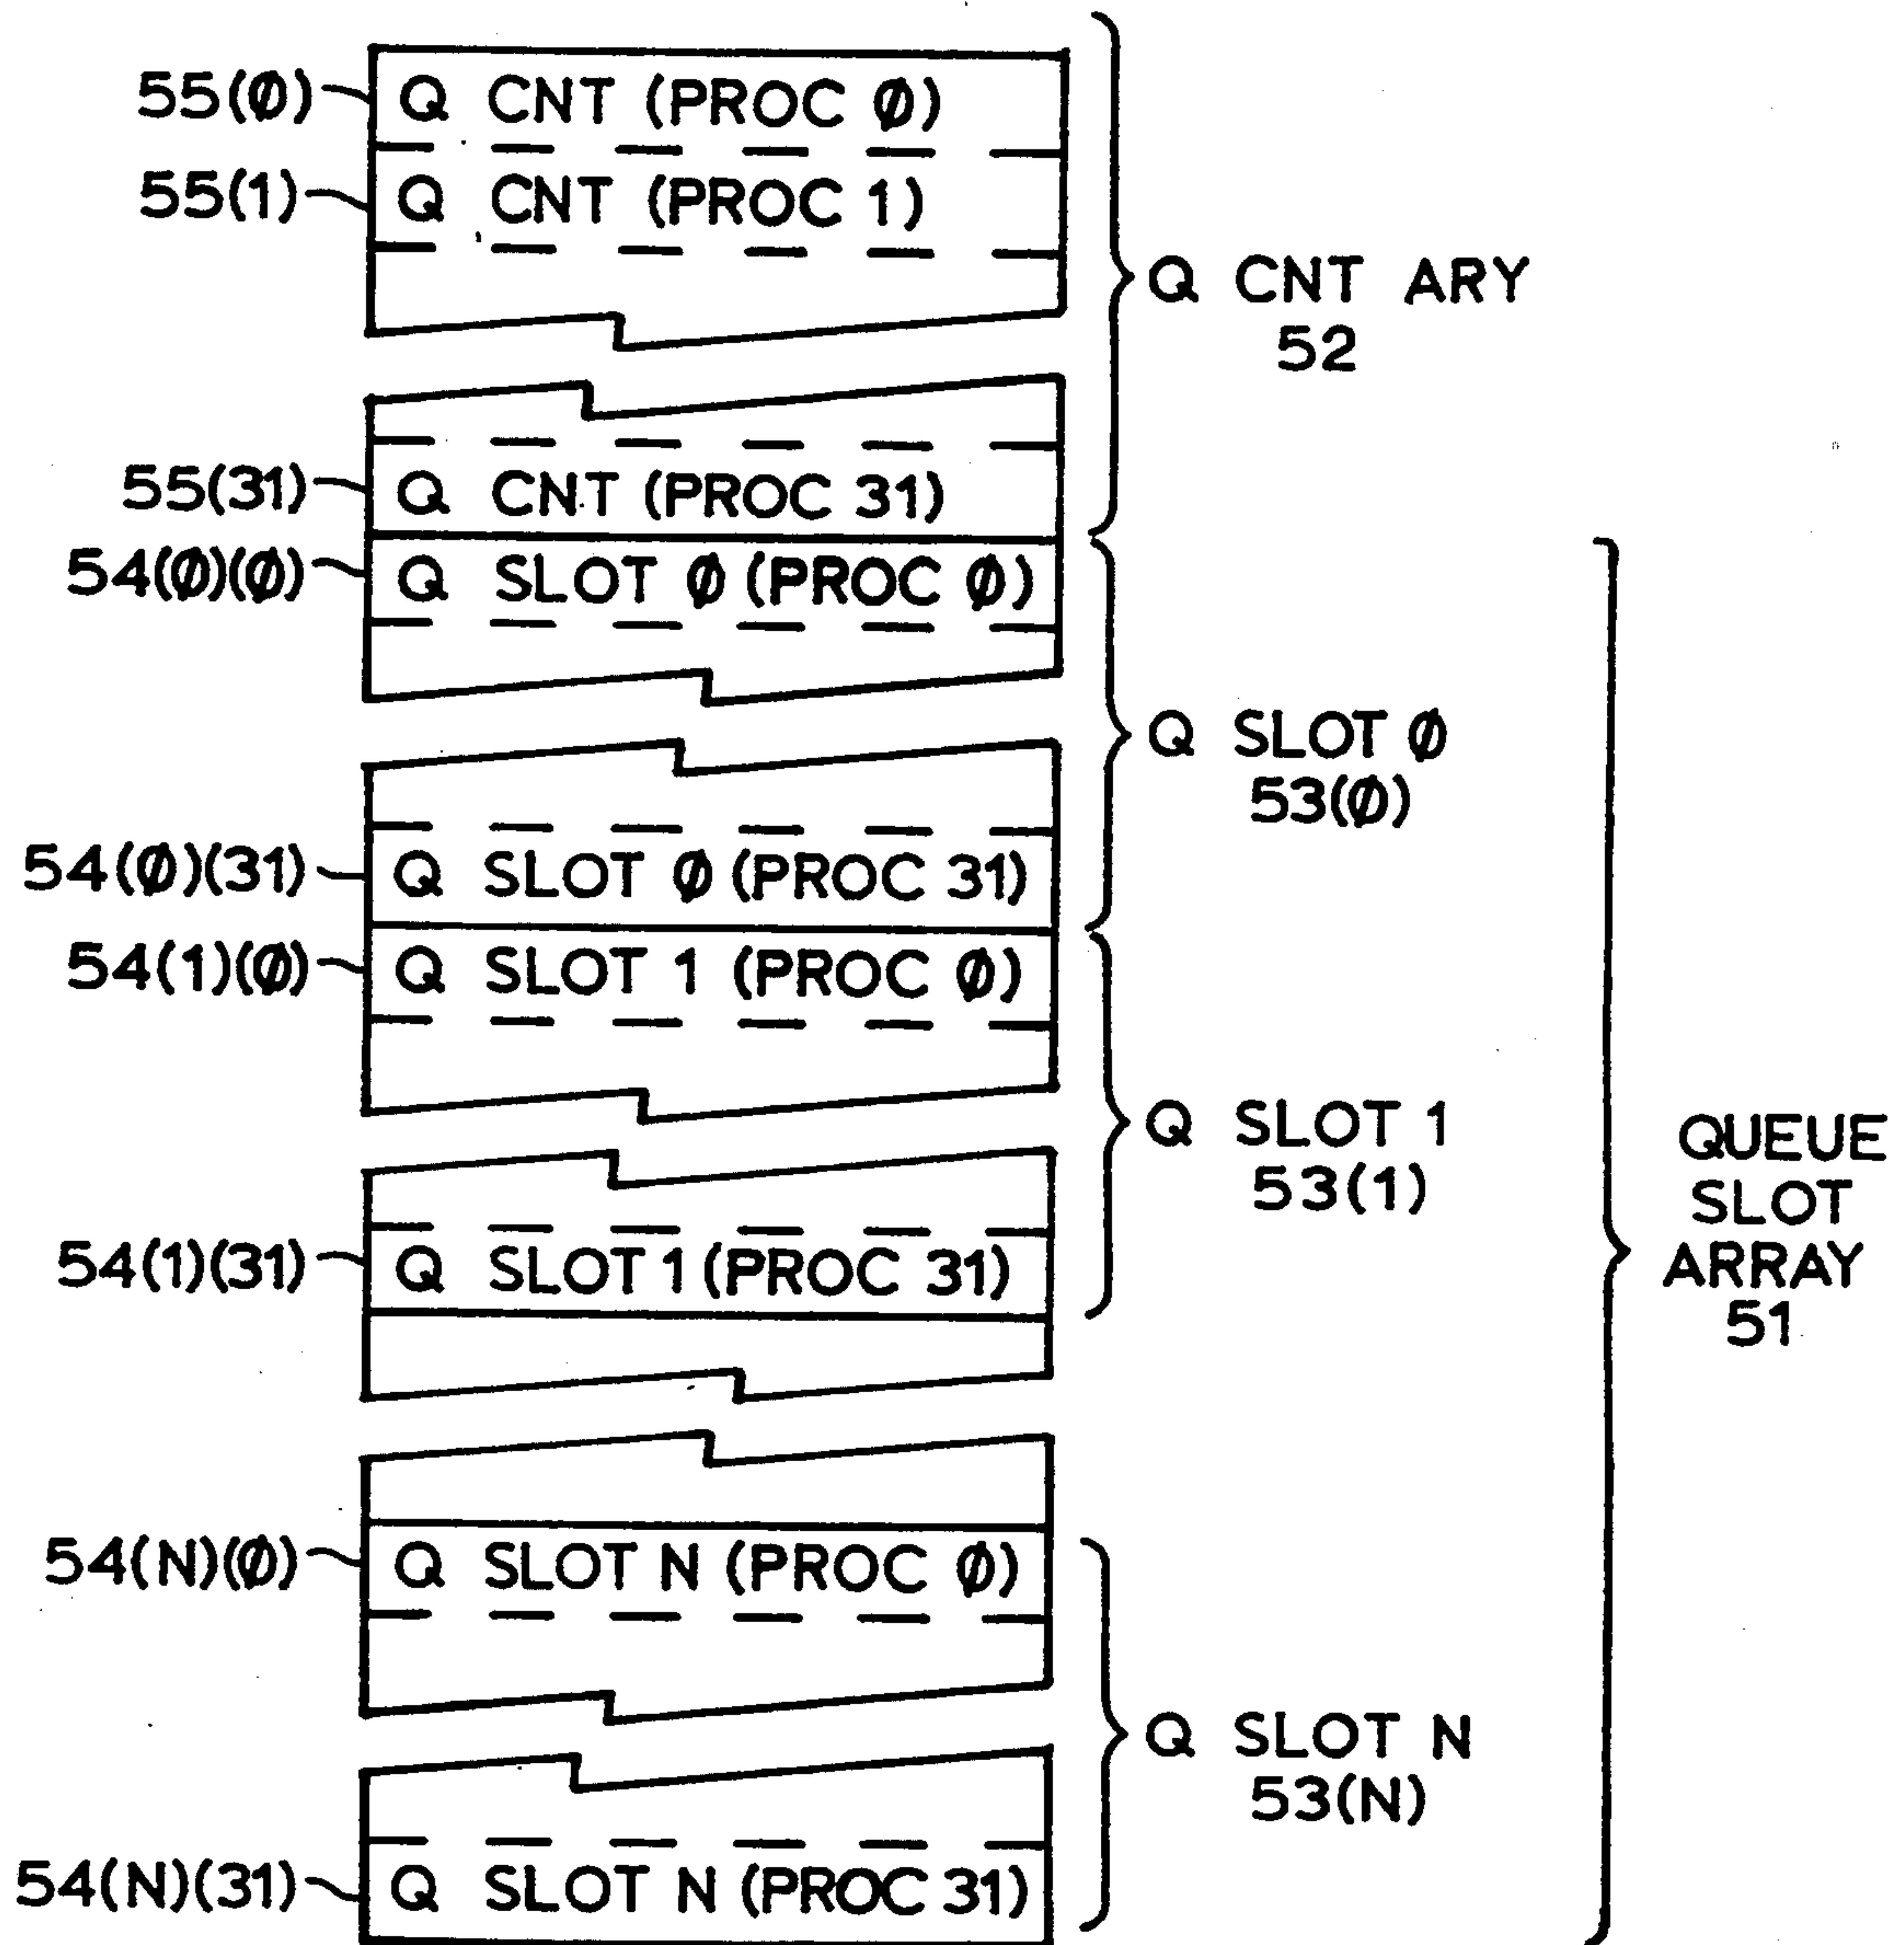 55(Ø) Q CNT (PROC Ø)
55(1) Q CNT (PROC 1)
Q CNT ARY
52
55(31) Q CNT (PROC 31)
54(Ø)(Ø) Q SLOT Ø (PROC Ø)
Q SLOT Ø
53(Ø)
54(Ø)(31) Q SLOT Ø (PROC 31)
54(1)(Ø) Q SLOT 1 (PROC Ø)
Q SLOT 1
53(1)
54(1)(31) Q SLOT 1 (PROC 31)
QUEUE
SLOT
ARRAY
51
54(N)(Ø) Q SLOT N (PROC Ø)
Q SLOT N
53(N)
54(N)(31) Q SLOT N (PROC 31)